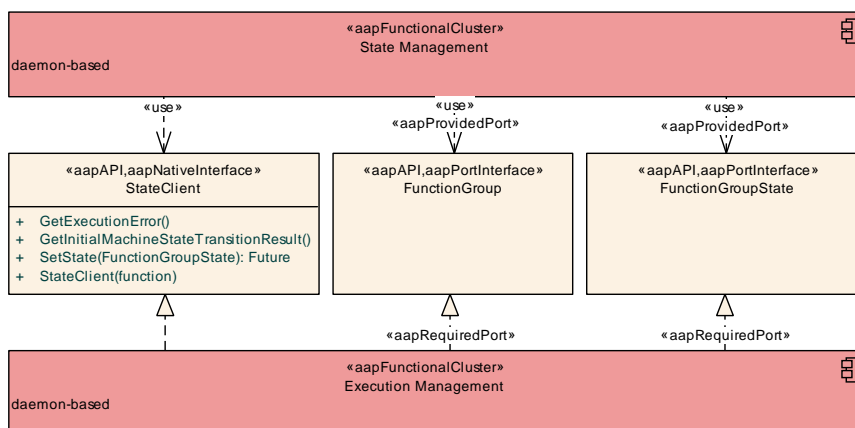 «aapFunctionalCluster»
State Management
daemon-based
«use»
«use»
«aapProvidedPort»
«use»
«aapProvidedPort»
«aapAPI,aapNativeInterface»
StateClient
+ GetExecutionError()
+ GetInitialMachineStateTransitionResult()
+ SetState(FunctionGroupState): Future
+ StateClient(function)
«aapAPI,aapPortInterface»
FunctionGroup
«aapAPI,aapPortInterface»
FunctionGroupState
«aapRequiredPort»
«aapRequiredPort»
«aapFunctionalCluster»
Execution Management
daemon-based